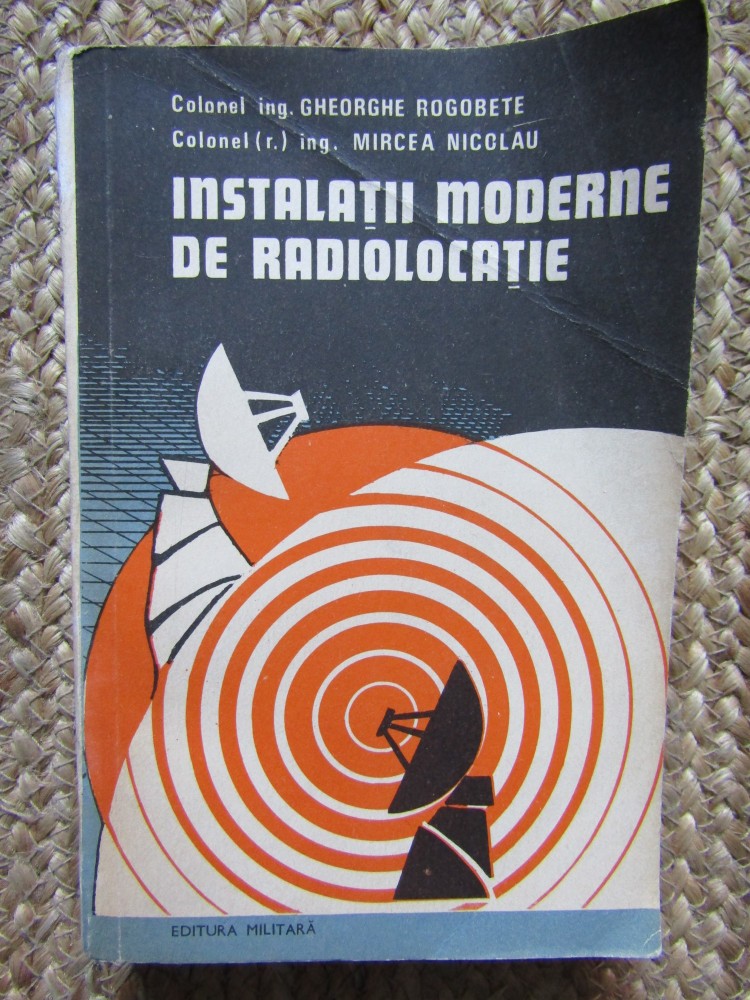 Colonel ing. GHEORGHE ROGOBETE
Colonel (r.) ing. MIRCEA NICOLAU
INSTALAȚII MODERNE
DE RADIOLOCAȚIE
EDITURA MILITARĂ